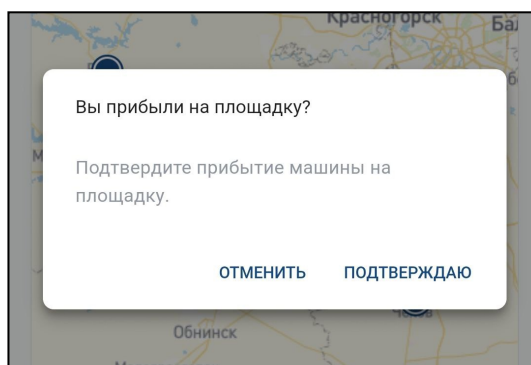 Красногорск
Вы прибыли на площадку?
Подтвердите прибытие машины на
площадку.
ОТМЕНИТЬ ПОДТВЕРЖДАЮ
Обнинск